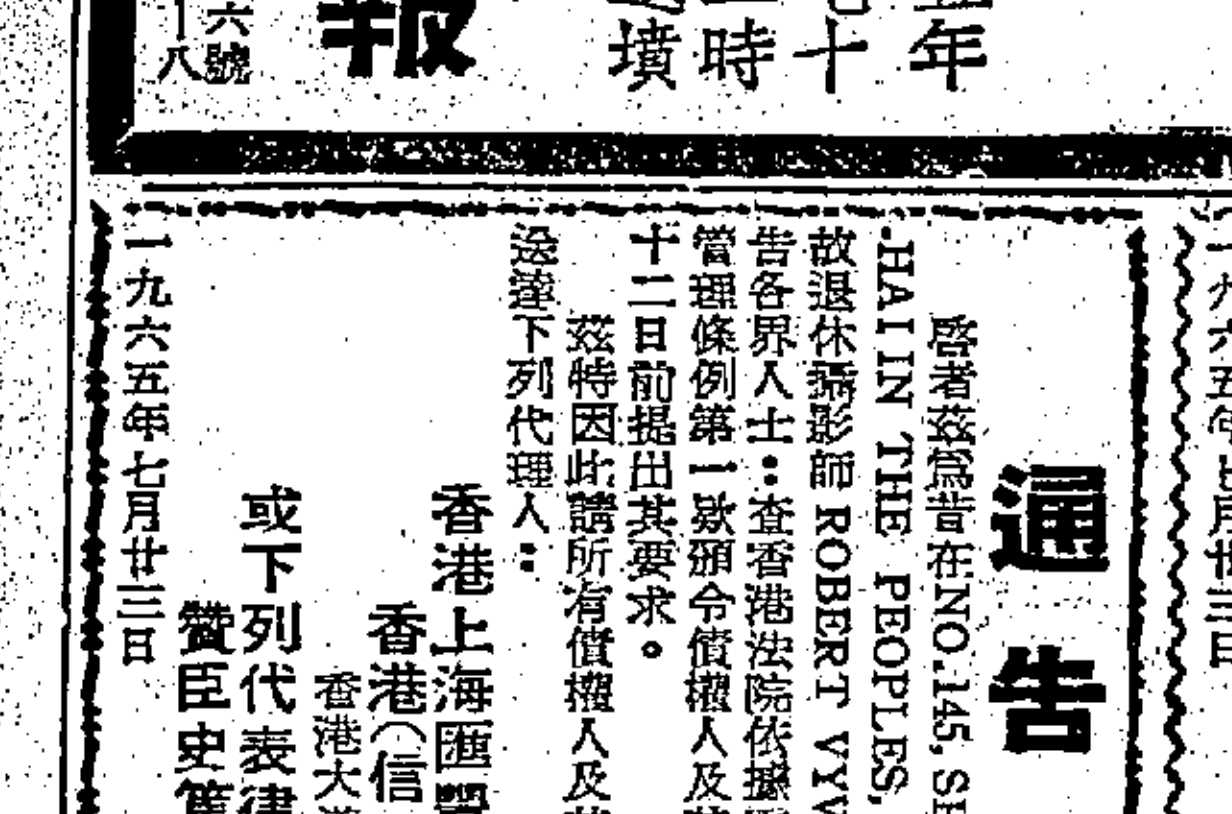 年
十
時
墳
報
六號
八
通告
啓者茲爲昔在NO.145, S
.HAI IN THE PEOPLES,
故退休攝影師 ROBERT VYV
告各界人士：查香港法院依據
管理條例第一欵頒令債權人及
十二日前提出其要求。
茲特因此請所有債權人及
送達下列代理人：
香港上海匯
香港（信
香港大
或下列代表律
贊臣史
一九六五年七月廿三日